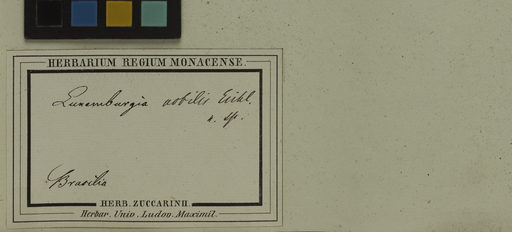 HERBARIUM REGIUM MONACENSE.
Luxemburgia nobilis Eichl.
n. sp.
Brasilia
HERB. ZUCCARINII.
Herbar. Univ. Ludov. Maximil.